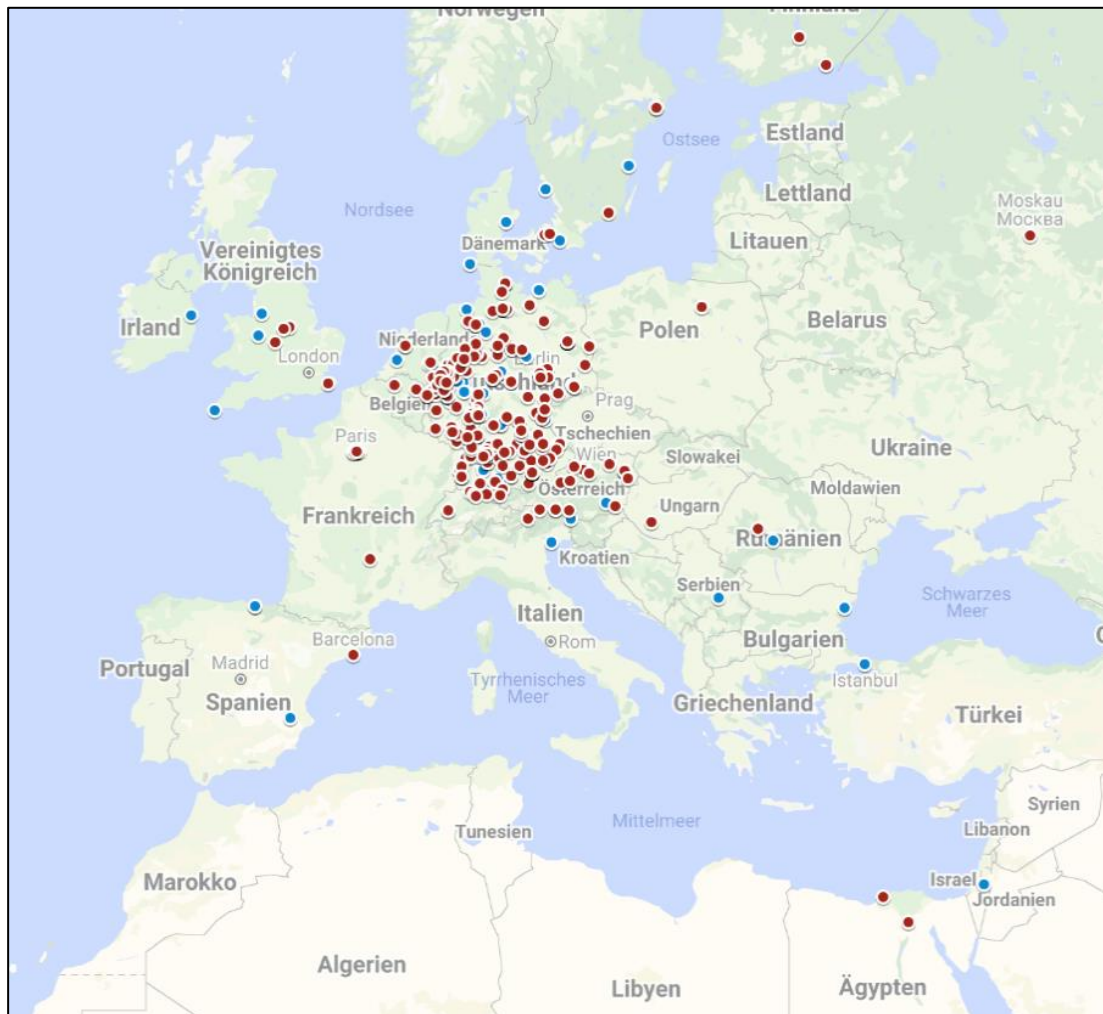 Norwegen
Finnland
Ostsee
Estland
Lettland
Moskau
Москва
Nordsee
Dänemark
Litauen
Vereinigtes
Königreich
Irland
Niederland
London
Berlin
Polen
Belarus
Belgien
Prag
Tschechien
Paris
Wien
Slowakei
Ukraine
Österreich
Moldawien
Ungarn
Frankreich
Rumänien
Kroatien
Serbien
Schwarzes
Meer
Italien
Barcelona
Bulgarien
Rom
Portugal
Madrid
Spanien
Tyrrhenisches
Meer
Istanbul
Griechenland
Türkei
Mittelmeer
Syrien
Tunesien
Libanon
Marokko
Israel
Jordanien
Algerien
Libyen
Ägypten